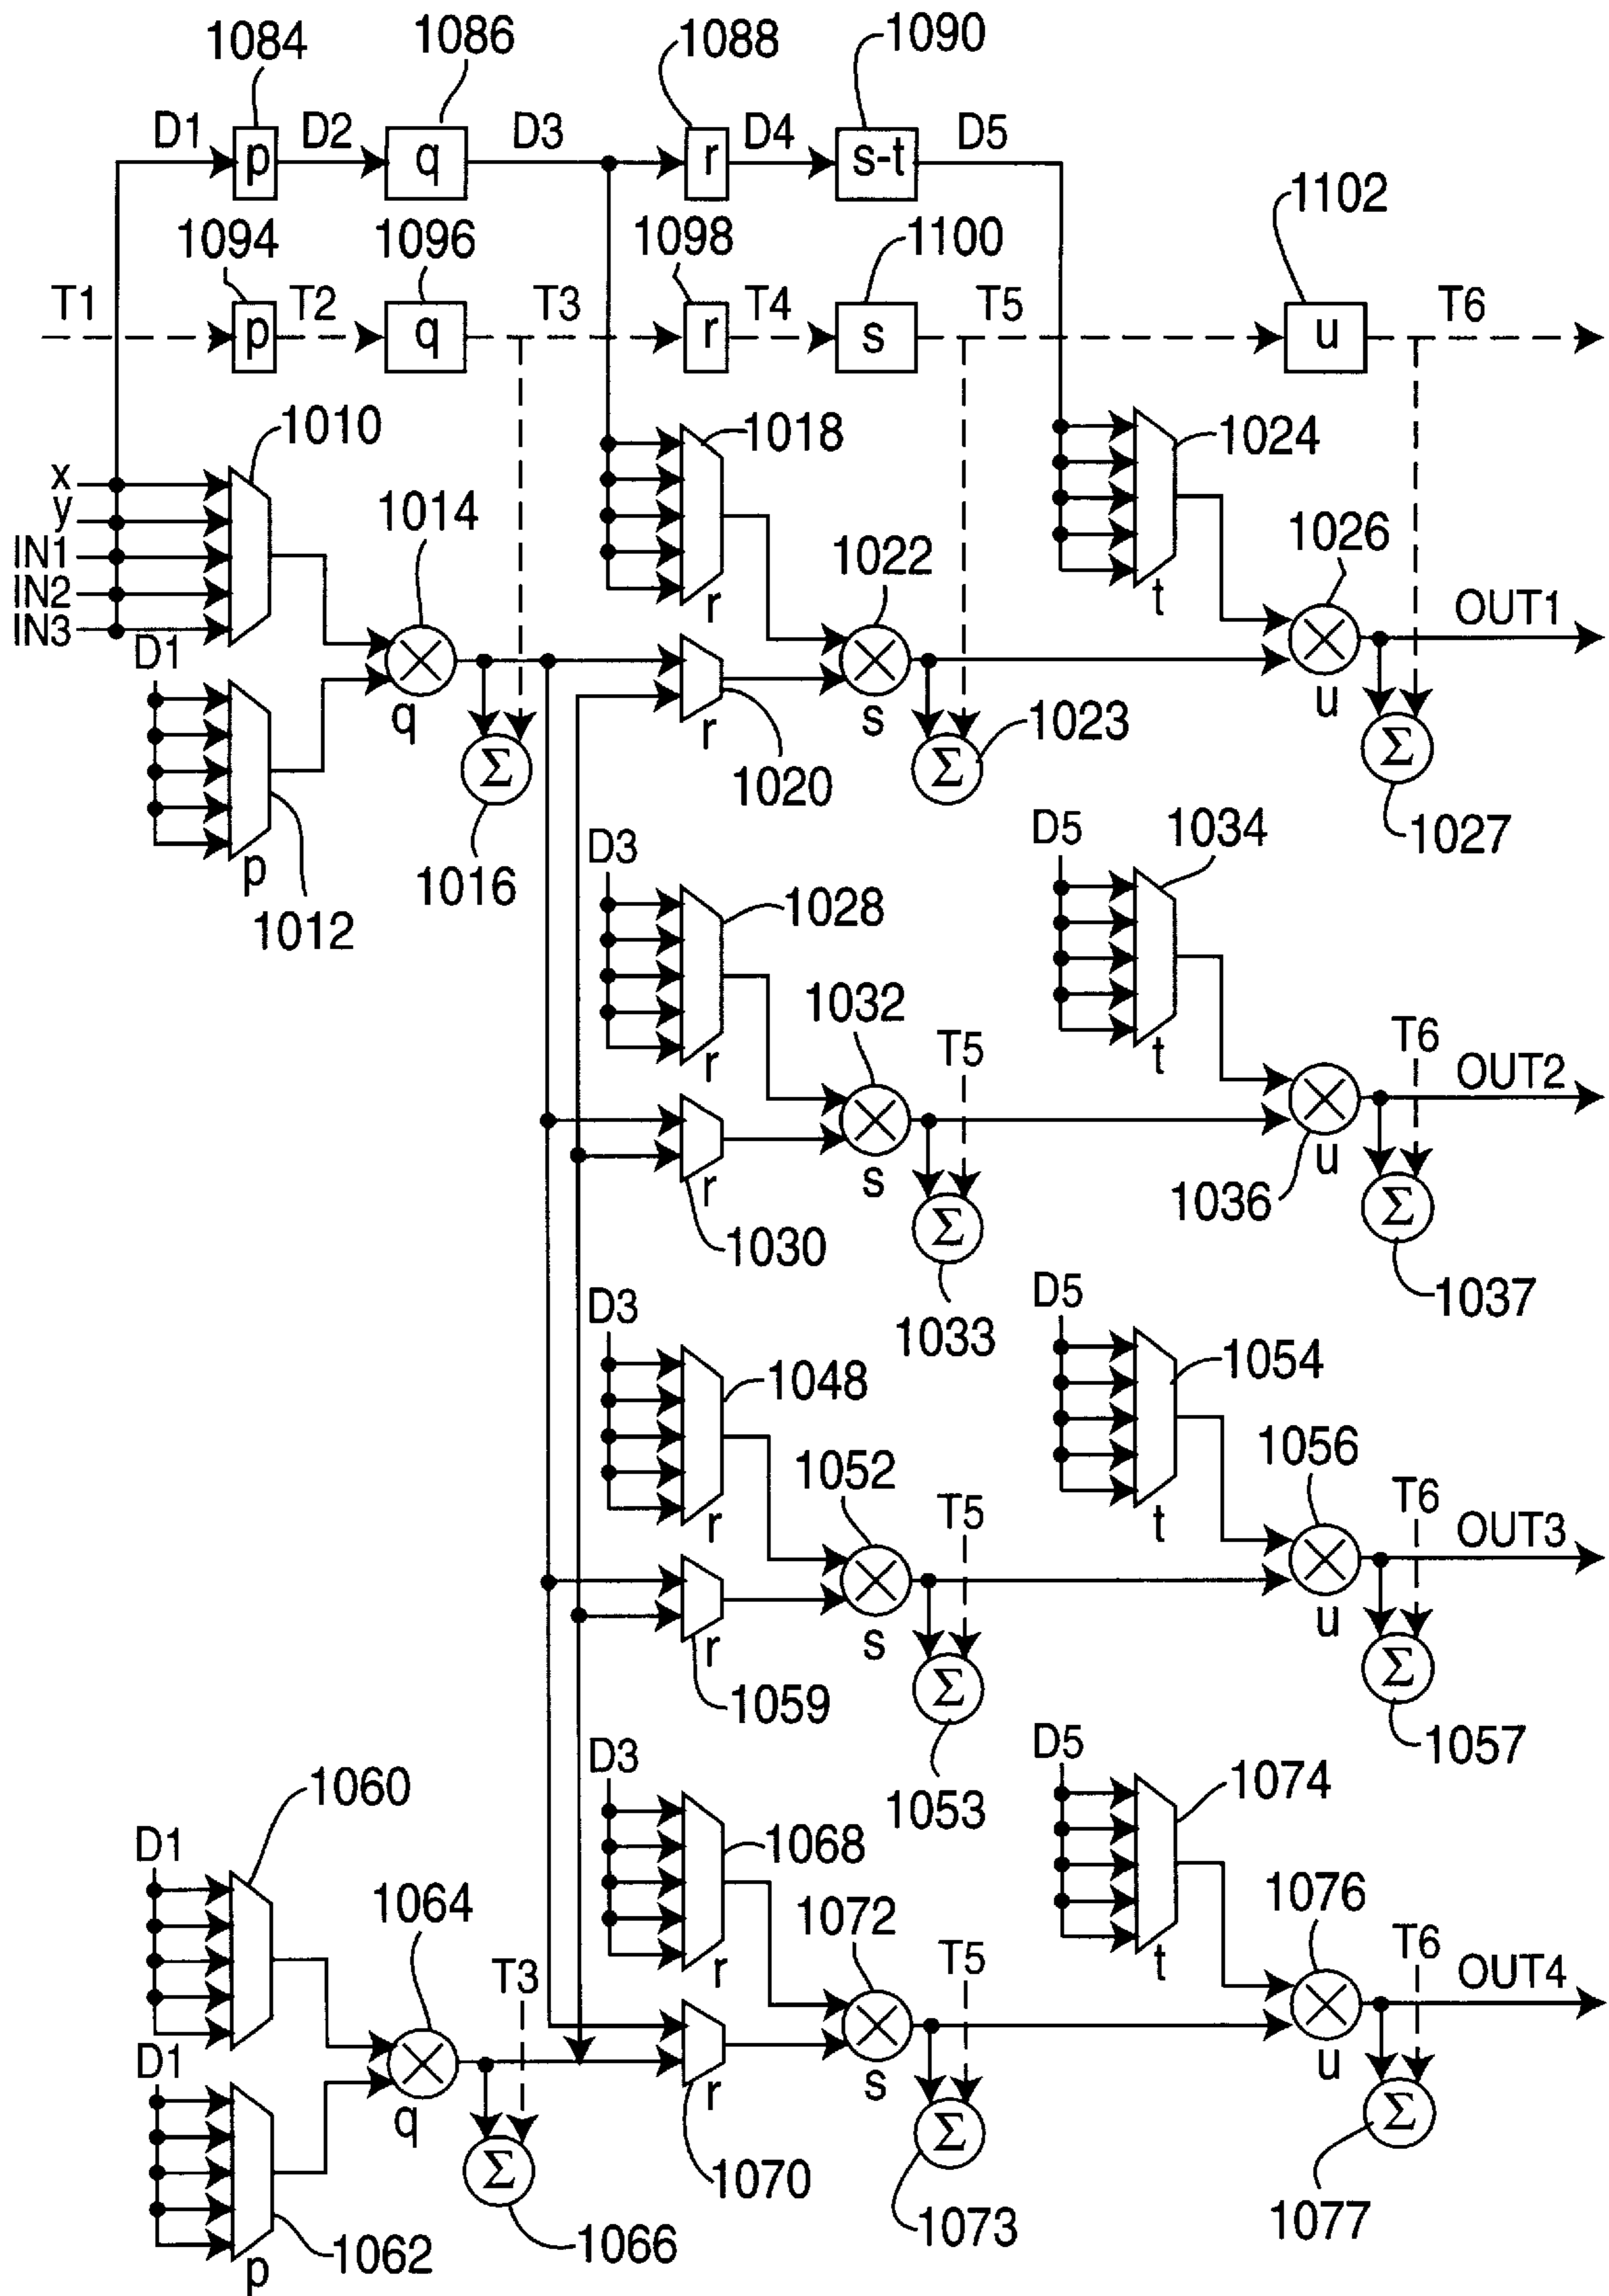 1084
1086
1088
1090
D1
p
D2
q
D3
r
D4
s-t
D5
1094
1096
1098
1100
1102
T1
p
T2
q
T3
r
T4
s
T5
u
T6
1010
1018
1024
x
y
IN1
IN2
IN3
1014
1022
1026
r
t
OUT1
D1
q
r
s
u
Σ
1016
1020
Σ
1023
Σ
1027
p
1012
D3
1028
D5
1034
r
1032
T5
t
T6
OUT2
r
1030
s
Σ
1033
u
1036
Σ
1037
D3
1048
D5
1054
r
1052
T5
t
1056
T6
OUT3
r
1059
s
Σ
1053
u
Σ
1057
D1
1060
D3
1068
D5
1074
1064
T3
r
1072
T5
t
1076
T6
OUT4
D1
q
Σ
1066
r
1070
s
Σ
1073
u
Σ
1077
p
1062